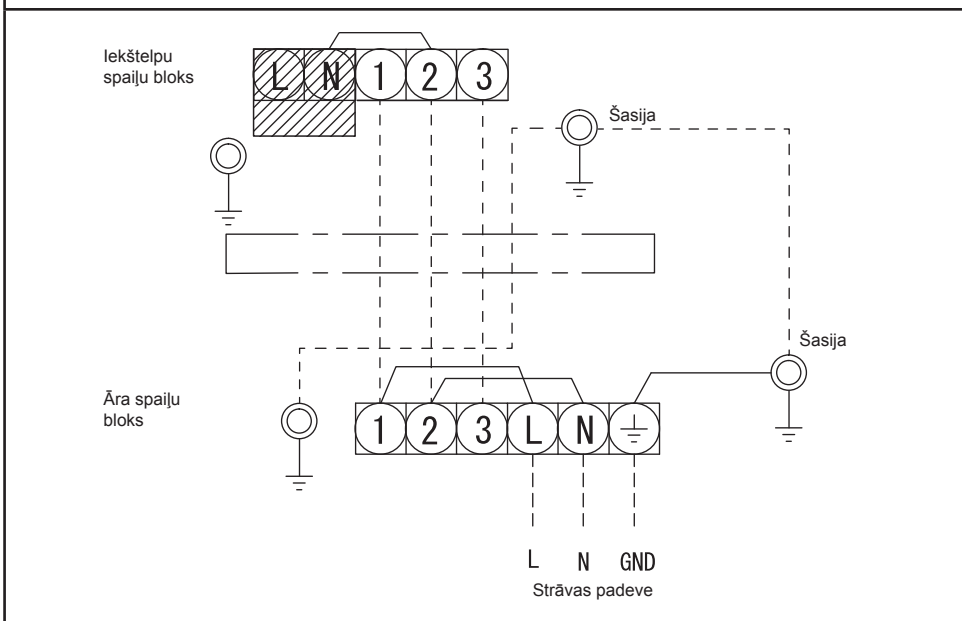 Iekštelpu
spaiļu bloks
L N 1 2 3
Šasija
Šasija
Āra spaiļu
bloks
1 2 3 L N
L N GND
Strāvas padeve